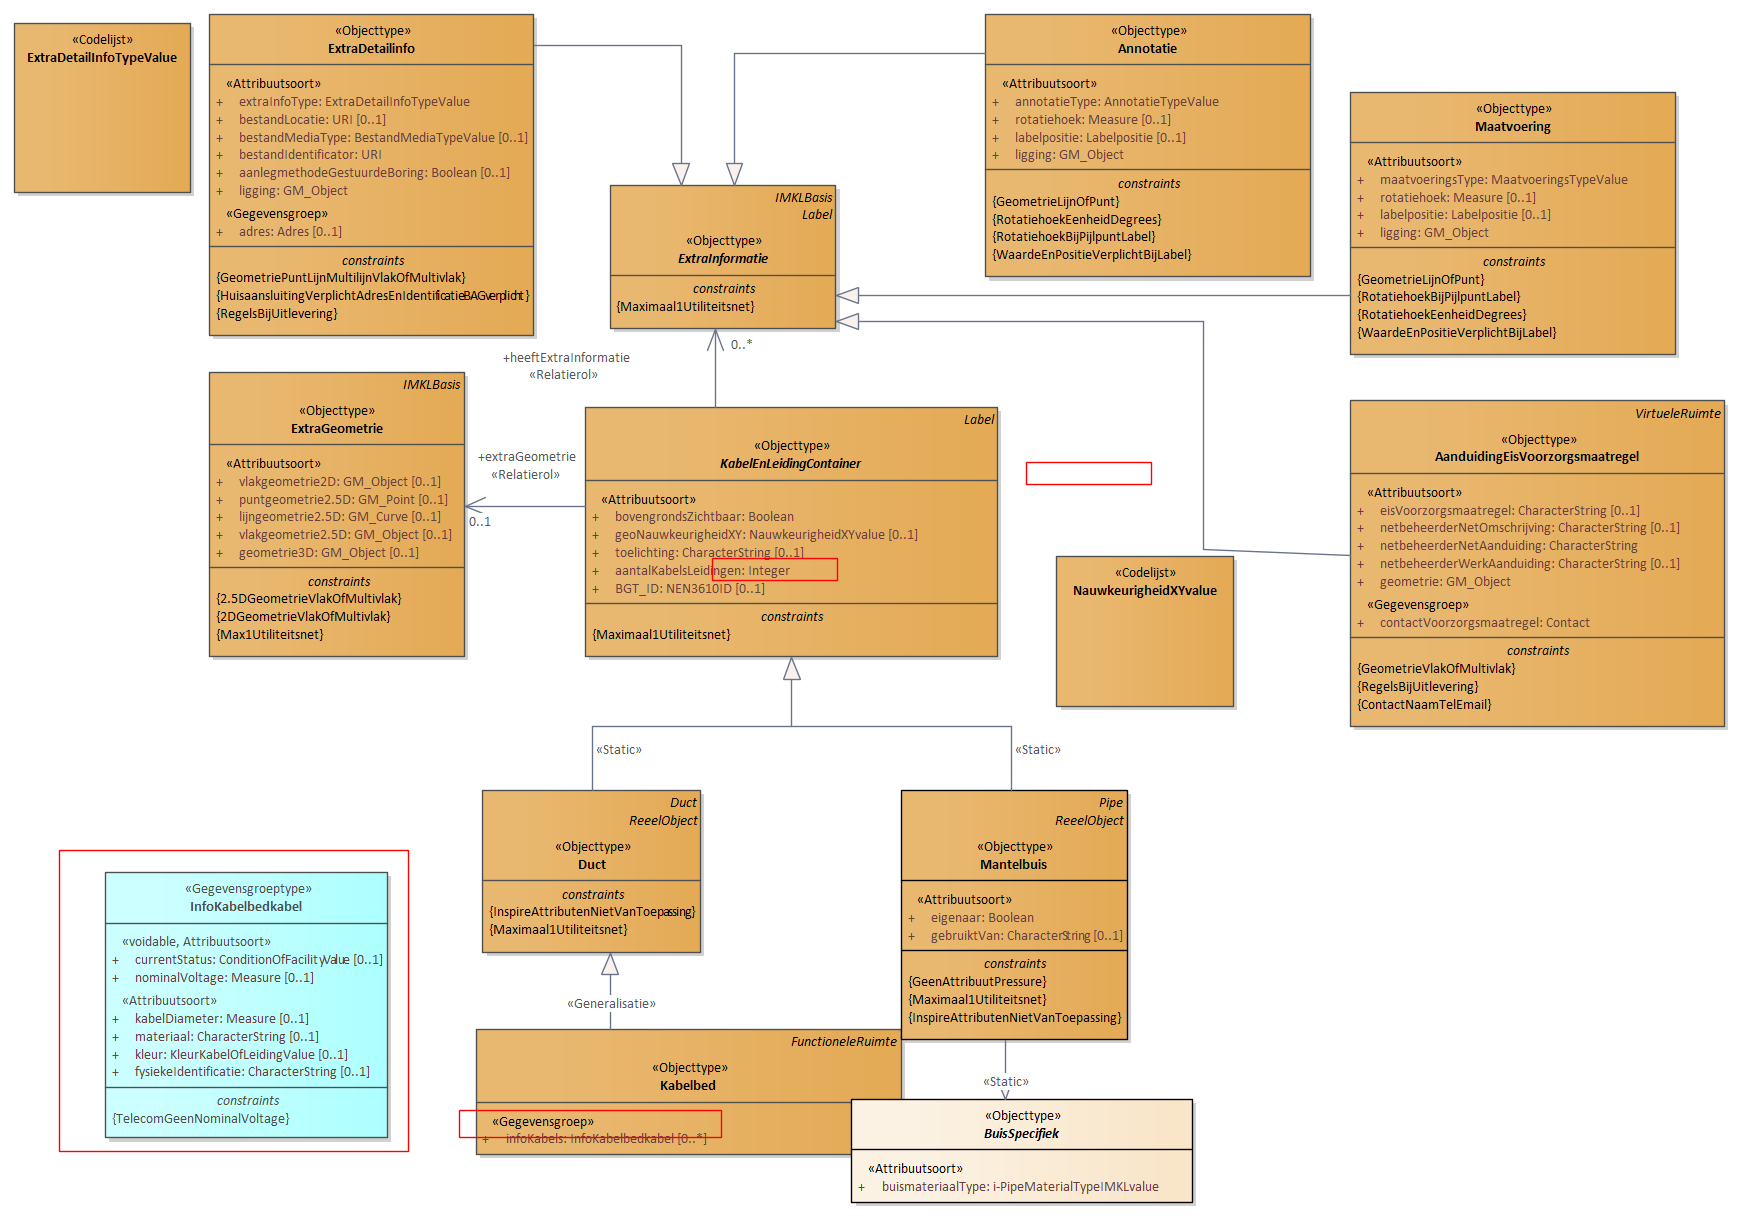 «Codelijst»
ExtraDetailInfoTypeValue
«Objecttype»
ExtraDetailinfo
«Attribuutsoort»
+ extraInfoType: ExtraDetailInfoTypeValue
+ bestandLocatie: URI [0..1]
+ bestandMediaType: BestandMediaTypeValue [0..1]
+ bestandIdentificator: URI
+ aanlegmethodeGestuurdeBoring: Boolean [0..1]
+ ligging: GM_Object
«Gegevensgroep»
+ adres: Adres [0..1]
constraints
{GeometriePuntLijnMultilijnVlakOfMultivlak}
{HuisaansluitingVerplichtAdresEnIdentificatieBAGverplicht}
{RegelsBijUitlevering}
«Objecttype»
Annotatie
«Attribuutsoort»
+ annotatieType: AnnotatieTypeValue
+ rotatiehoek: Measure [0..1]
+ labelpositie: Labelpositie [0..1]
+ ligging: GM_Object
constraints
{GeometrieLijnOfPunt}
{RotatiehoekEenheidDegrees}
{RotatiehoekBijPijlpuntLabel}
{WaardeEnPositieVerplichtBijLabel}
«Objecttype»
Maatvoering
«Attribuutsoort»
+ maatvoeringsType: MaatvoeringsTypeValue
+ rotatiehoek: Measure [0..1]
+ labelpositie: Labelpositie [0..1]
+ ligging: GM_Object
constraints
{GeometrieLijnOfPunt}
{RotatiehoekBijPijlpuntLabel}
{RotatiehoekEenheidDegrees}
{WaardeEnPositieVerplichtBijLabel}
IMKLBasis
Label
«Objecttype»
ExtraInformatie
constraints
{Maximaal1Utiliteitsnet}
0..*
+heeftExtraInformatie
«Relatierol»
IMKLBasis
«Objecttype»
ExtraGeometrie
«Attribuutsoort»
+ vlakgeometrie2D: GM_Object [0..1]
+ puntgeometrie2.5D: GM_Point [0..1]
+ lijngeometrie2.5D: GM_Curve [0..1]
+ vlakgeometrie2.5D: GM_Object [0..1]
+ geometrie3D: GM_Object [0..1]
constraints
{2.5DGeometrieVlakOfMultivlak}
{2DGeometrieVlakOfMultivlak}
{Max1Utiliteitsnet}
+extraGeometrie
«Relatierol»
0..1
Label
«Objecttype»
KabelEnLeidingContainer
«Attribuutsoort»
+ bovengrondsZichtbaar: Boolean
+ geoNauwkeurigheidXY: NauwkeurigheidXYvalue [0..1]
+ toelichting: CharacterString [0..1]
+ aantalKabelsLeidingen: Integer
+ BGT_ID: NEN3610ID [0..1]
constraints
{Maximaal1Utiliteitsnet}
VirtueleRuimte
«Objecttype»
AanduidingEisVoorzorgsmaatregel
«Attribuutsoort»
+ eisVoorzorgsmaatregel: CharacterString [0..1]
+ netbeheerderNetOmschrijving: CharacterString [0..1]
+ netbeheerderNetAanduiding: CharacterString
+ netbeheerderWerkAanduiding: CharacterString [0..1]
+ geometrie: GM_Object
«Gegevensgroep»
+ contactVoorzorgsmaatregel: Contact
constraints
{GeometrieVlakOfMultivlak}
{RegelsBijUitlevering}
{ContactNaamTelEmail}
«Codelijst»
NauwkeurigheidXYvalue
«Static»
«Static»
Duct
ReeelObject
«Objecttype»
Duct
constraints
{InspireAttributenNietVanToepassing}
{Maximaal1Utiliteitsnet}
Pipe
ReeelObject
«Objecttype»
Mantelbuis
«Attribuutsoort»
+ eigenaar: Boolean
+ gebruiktVan: CharacterString [0..1]
constraints
{GeenAttribuutPressure}
{Maximaal1Utiliteitsnet}
{InspireAttributenNietVanToepassing}
«Gegevensgroeptype»
InfoKabelbedkabel
«voidable, Attribuutsoort»
+ currentStatus: ConditionOfFacilityValue [0..1]
+ nominalVoltage: Measure [0..1]
«Attribuutsoort»
+ kabelDiameter: Measure [0..1]
+ materiaal: CharacterString [0..1]
+ kleur: KleurKabelOfLeidingValue [0..1]
+ fysiekeIdentificatie: CharacterString [0..1]
constraints
{TelecomGeenNominalVoltage}
«Generalisatie»
FunctioneleRuimte
«Objecttype»
Kabelbed
«Gegevensgroep»
+ infoKabels: InfoKabelbedkabel [0..*]
«Static»
«Objecttype»
BuisSpecifiek
«Attribuutsoort»
+ buismateriaalType: i-PipeMaterialTypeIMKLvalue